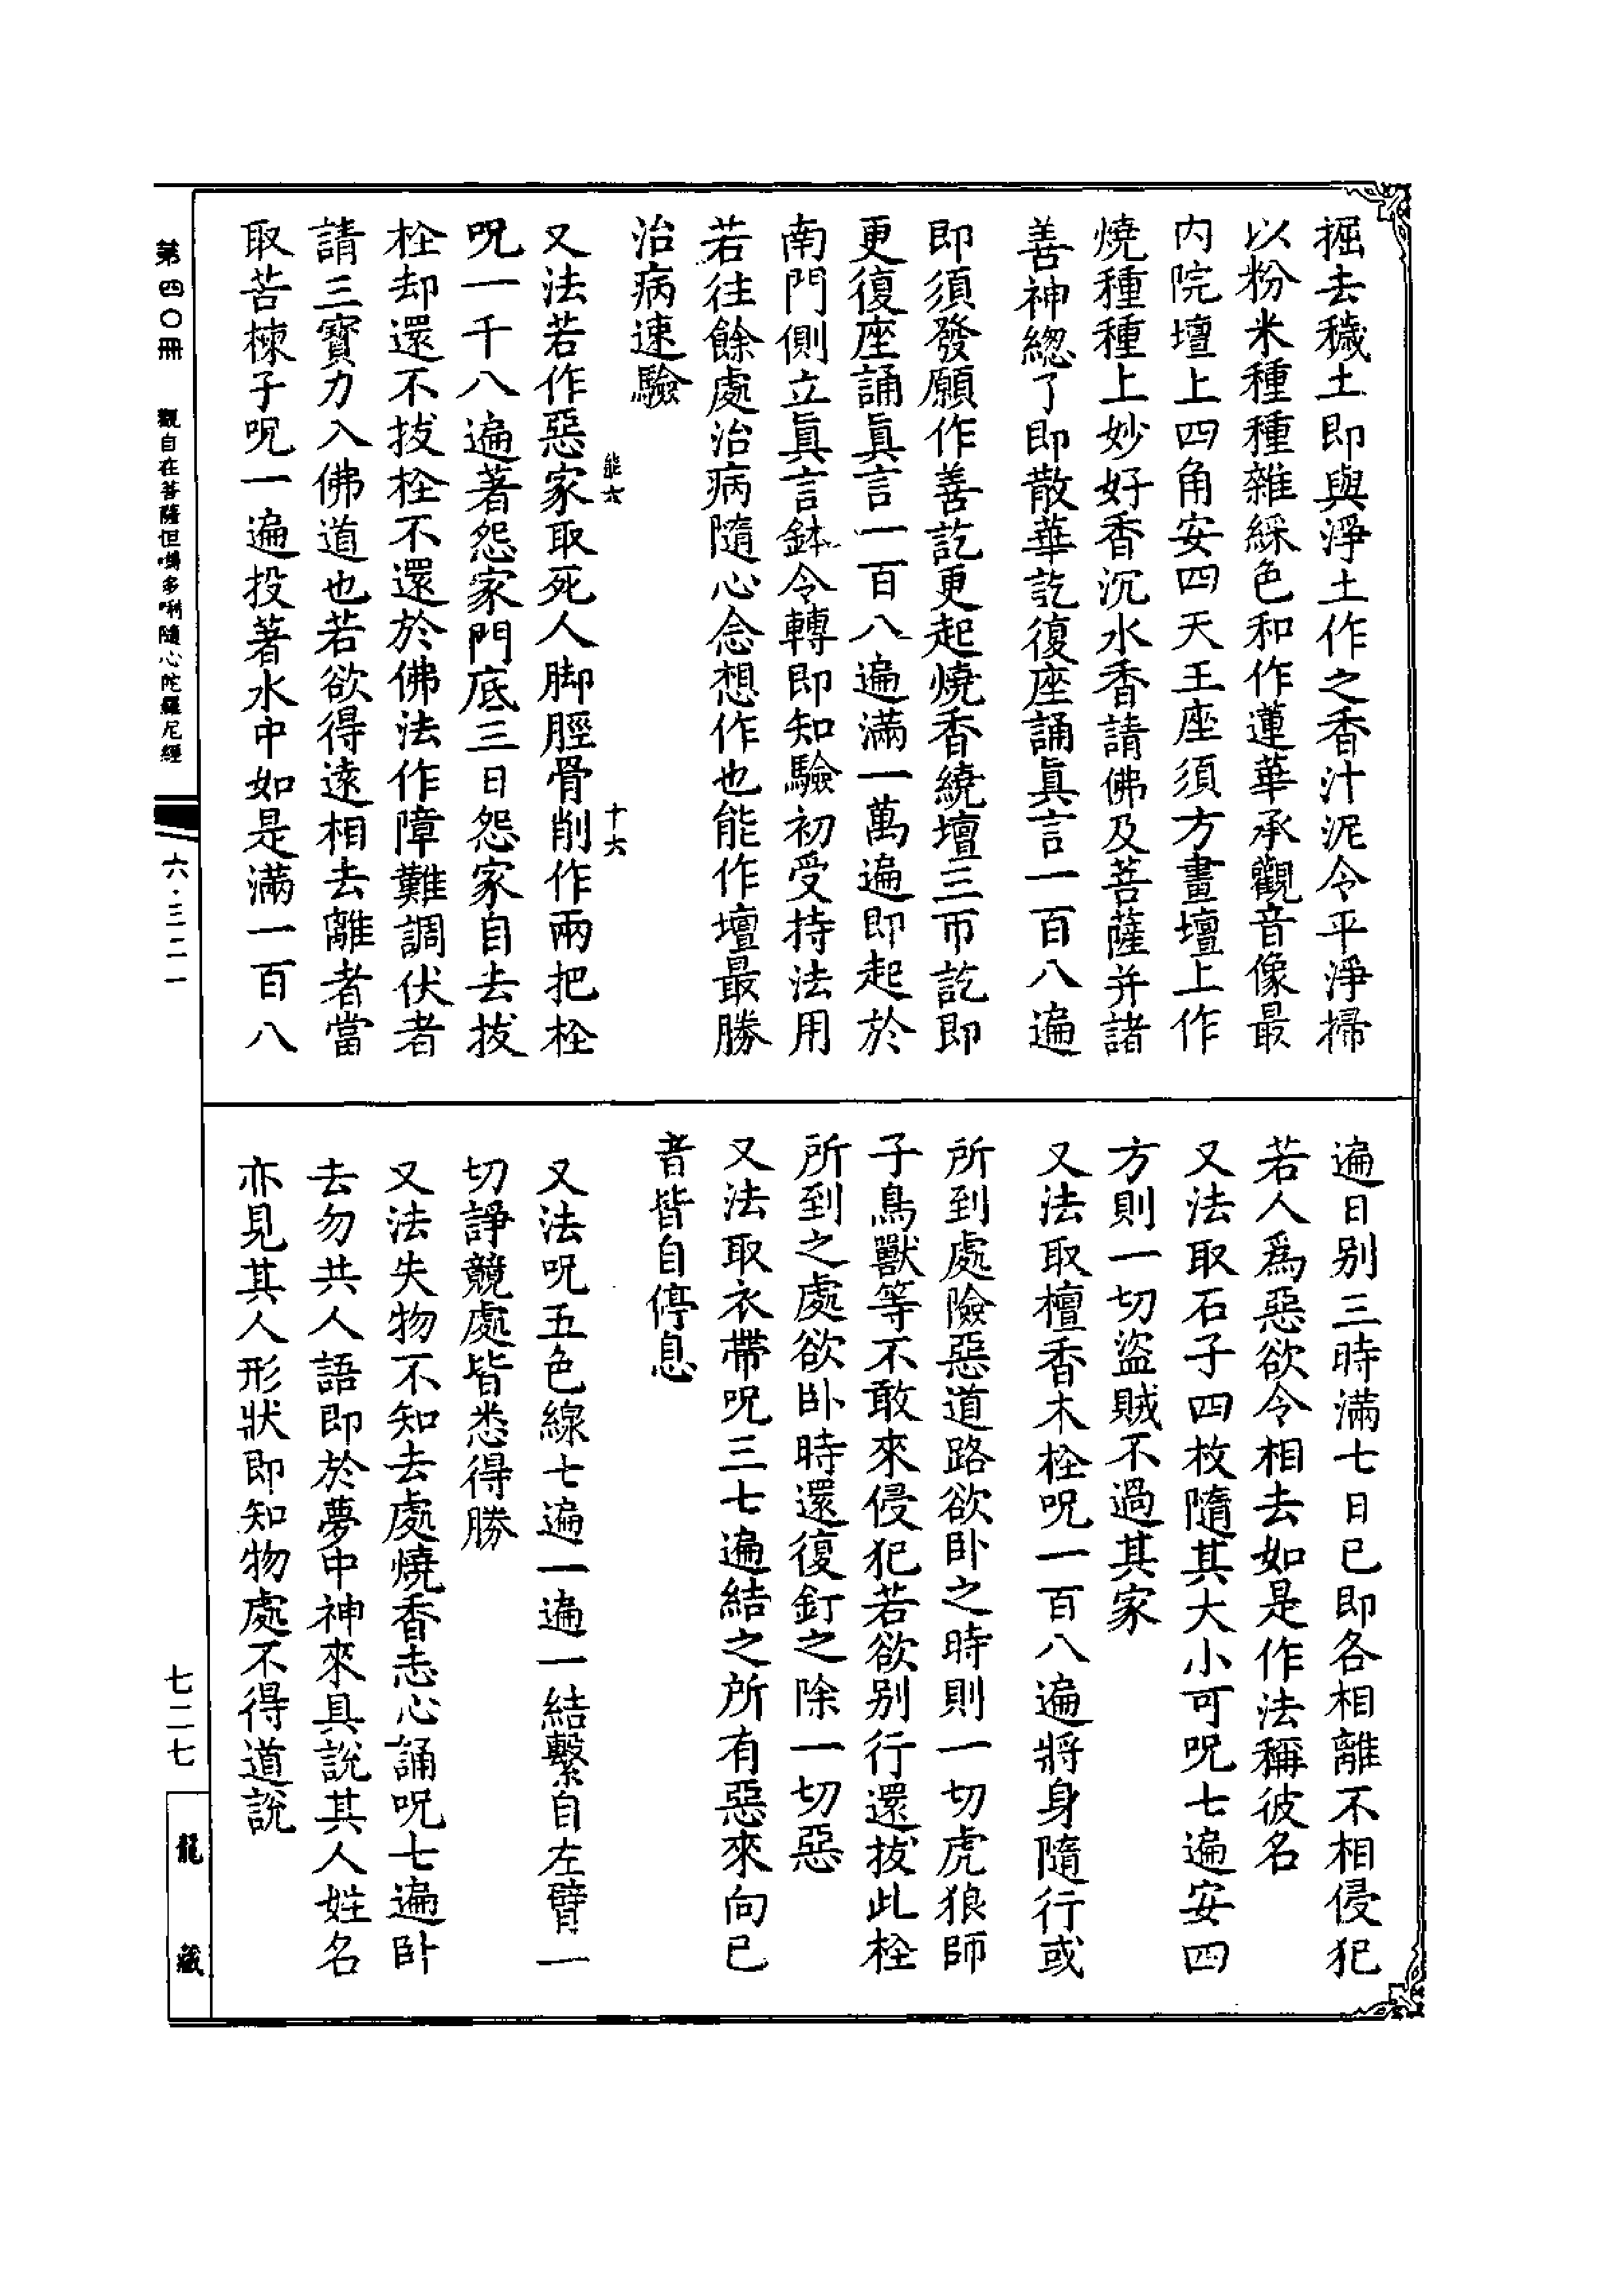 掘去穢土即與淨土作之香汁泥令平淨掃
以粉米種種雜綵色和作蓮華承觀音像最
内院壇上四角安四天王座須方畫壇上作
燒種種上妙好香沉水香請佛及菩薩并諸
善神緫了即散華訖復座誦眞言一百八遍
即須發願作善訖更起燒香繞壇三帀訖即
更復座誦眞言一百八遍滿一萬遍即起於
南門側立眞言鉢令轉即知驗初受持法用
若往餘處治病隨心念想作也能作壇最勝
治病速驗
能六
十六
又法若作惡家取死人脚脛骨削作兩把栓
呪一千八遍著怨家門底三日怨家自去拔
栓却還不拔栓不還於佛法作障難調伏者
請三寶力入佛道也若欲得遠相去離者當
取苦楝子呪一遍投著水中如是滿一百八
遍日別三時滿七日已即各相離不相侵犯
若人爲惡欲令相去如是作法稱彼名
又法取石子四枚隨其大小可呪七遍安四
方則一切盜賊不過其家
又法取檀香木栓呪一百八遍將身隨行或
所到處險惡道路欲卧之時則一切虎狼師
子鳥獸等不敢來侵犯若欲别行還拔此栓
所到之處欲卧時還復釘之除一切惡
又法取衣帶呪三七遍結之所有惡來向已
者皆自停息
又法呪五色線七遍一遍一結繫自左臂一
切諍競處皆悉得勝
又法失物不知去處燒香恚心誦呪七遍卧
去勿共人語即於夢中神來具説其人姓名
亦見其人形狀即知物處不得道説
第四〇冊　觀自在菩薩怛嚩多唎隨心陀羅尼經
六·三二一
七二七
龍藏